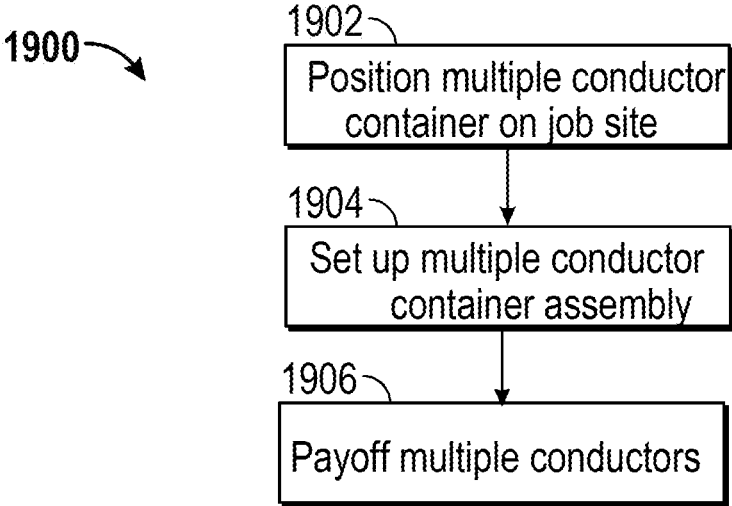 1900
1902
Position multiple conductor
container on job site
1904
Set up multiple conductor
container assembly
1906
Payoff multiple conductors